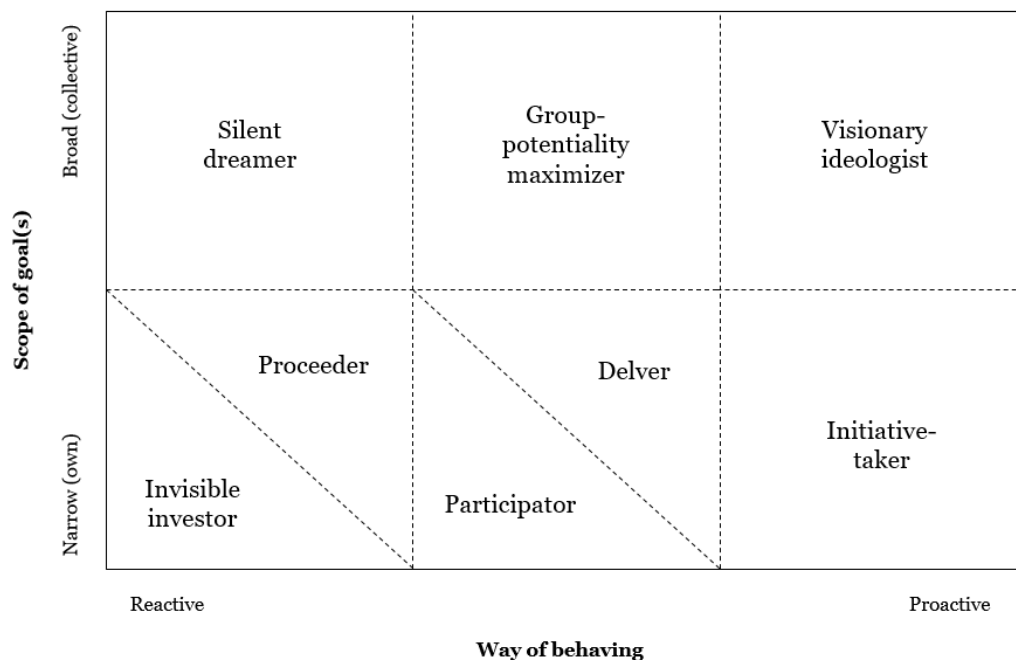 Broad (collective)
Scope of goal(s)
Narrow (own)
Silent
dreamer
Group-
potentiality
maximizer
Visionary
ideologist
Proceeder
Delver
Initiative-
taker
Invisible
investor
Participator
Reactive
Proactive
Way of behaving